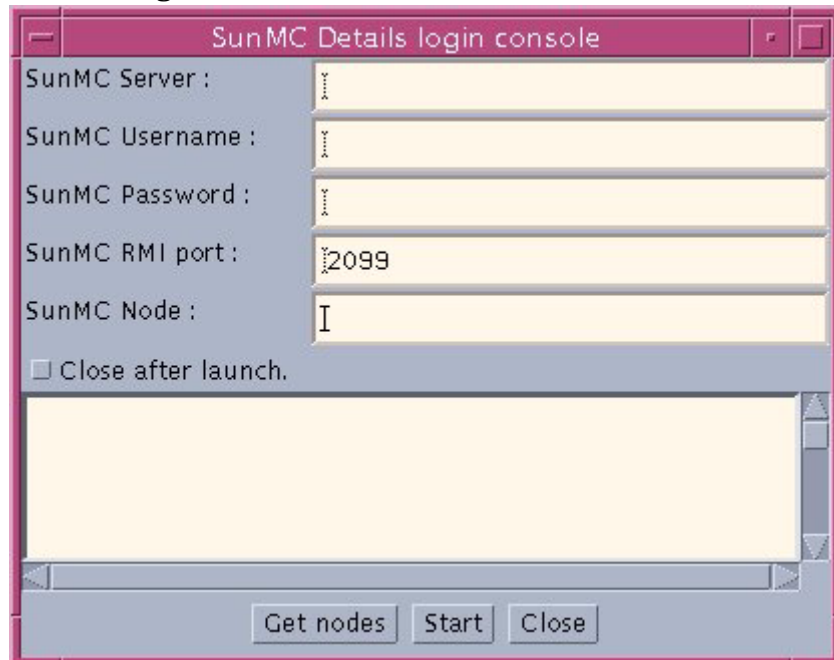 SunMC Details login console
SunMC Server :
SunMC Username :
SunMC Password :
SunMC RMI port : 2099
SunMC Node :
Close after launch.
Get nodes Start Close